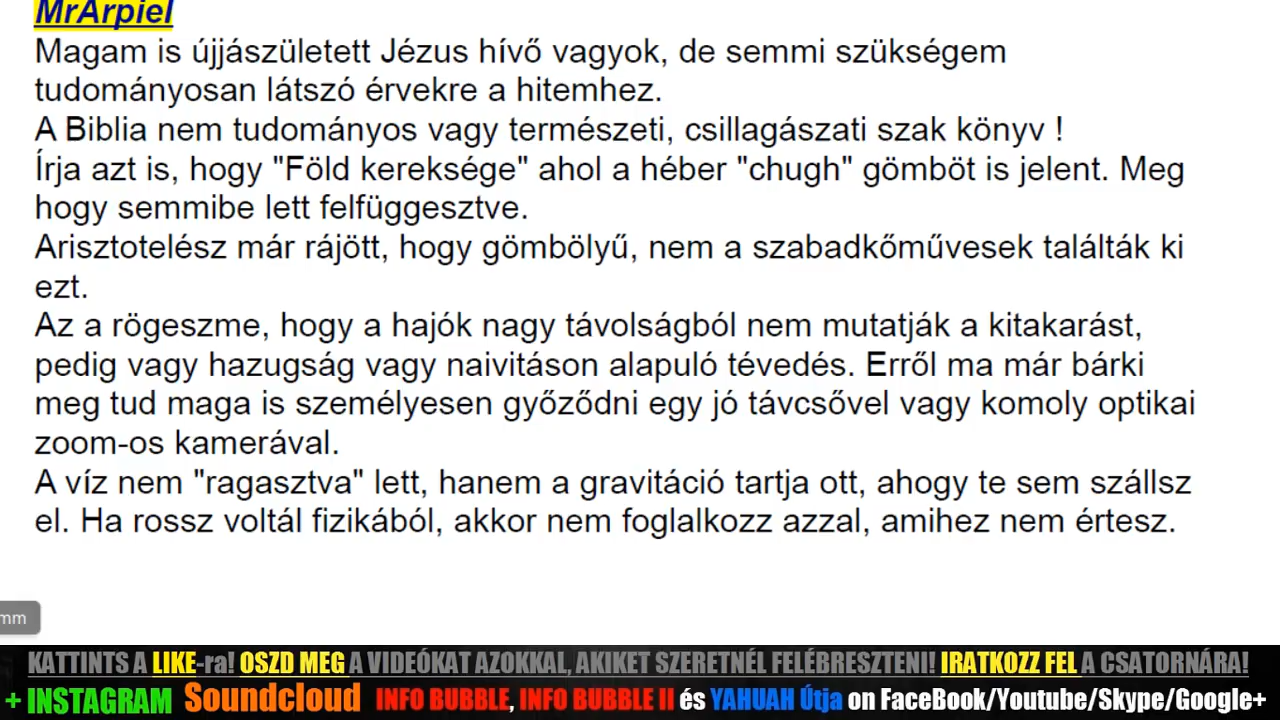 MrArpiel
Magam is újjászületett Jézus hívő vagyok, de semmi szükségem
tudományosan látszó érvekre a hitemhez.
A Biblia nem tudományos vagy természeti, csillagászati szak könyv !
Írja azt is, hogy "Föld kereksége" ahol a héber "chugh" gömböt is jelent. Meg
hogy semmibe lett felfüggesztve.
Arisztotelész már rájött, hogy gömbölyű, nem a szabadkőművesek találták ki
ezt.
Az a rögeszme, hogy a hajók nagy távolságból nem mutatják a kitakarást,
pedig vagy hazugság vagy naivitáson alapuló tévedés. Erről ma már bárki
meg tud maga is személyesen győződni egy jó távcsővel vagy komoly optikai
zoom-os kamerával.
A víz nem "ragasztva" lett, hanem a gravitáció tartja ott, ahogy te sem szállsz
el. Ha rossz voltál fizikából, akkor nem foglalkozz azzal, amihez nem értesz.
mm
KATTINTS A LIKE-ra! OSZD MEG A VIDEÓKAT AZOKKAL, AKIKET SZERETNÉL FELÉBRESZTENI! IRATKOZZ FEL A CSATORNÁRA!
+ INSTAGRAM Soundcloud INFO BUBBLE, INFO BUBBLE II és YAHUAH Útja on FaceBook/Youtube/Skype/Google+